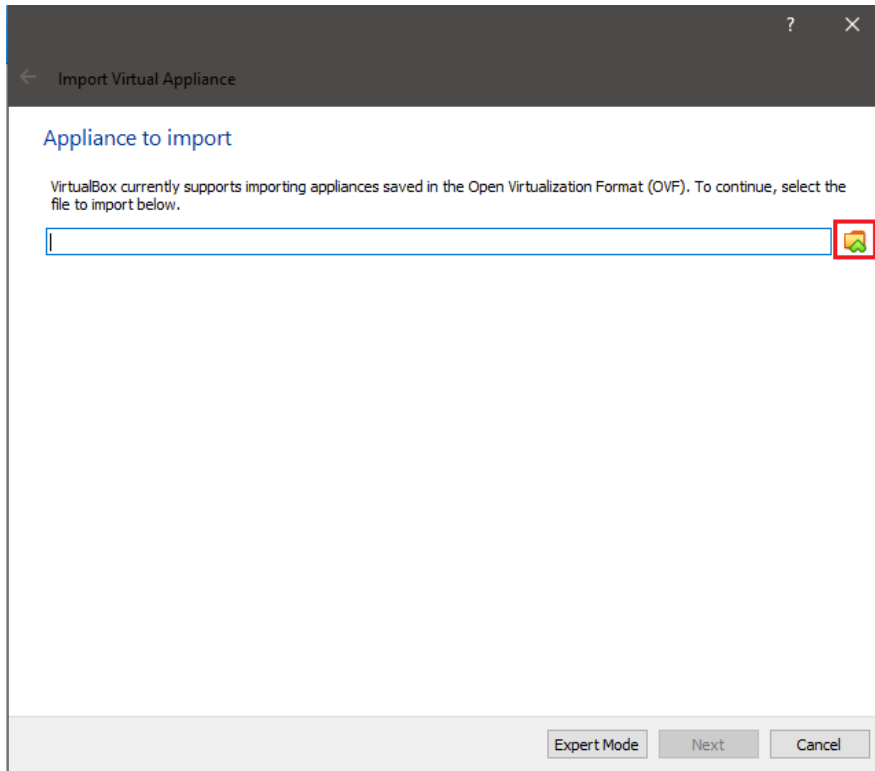 ?
Import Virtual Appliance
Appliance to import
VirtualBox currently supports importing appliances saved in the Open Virtualization Format (OVF). To continue, select the
file to import below.
Expert Mode Next Cancel